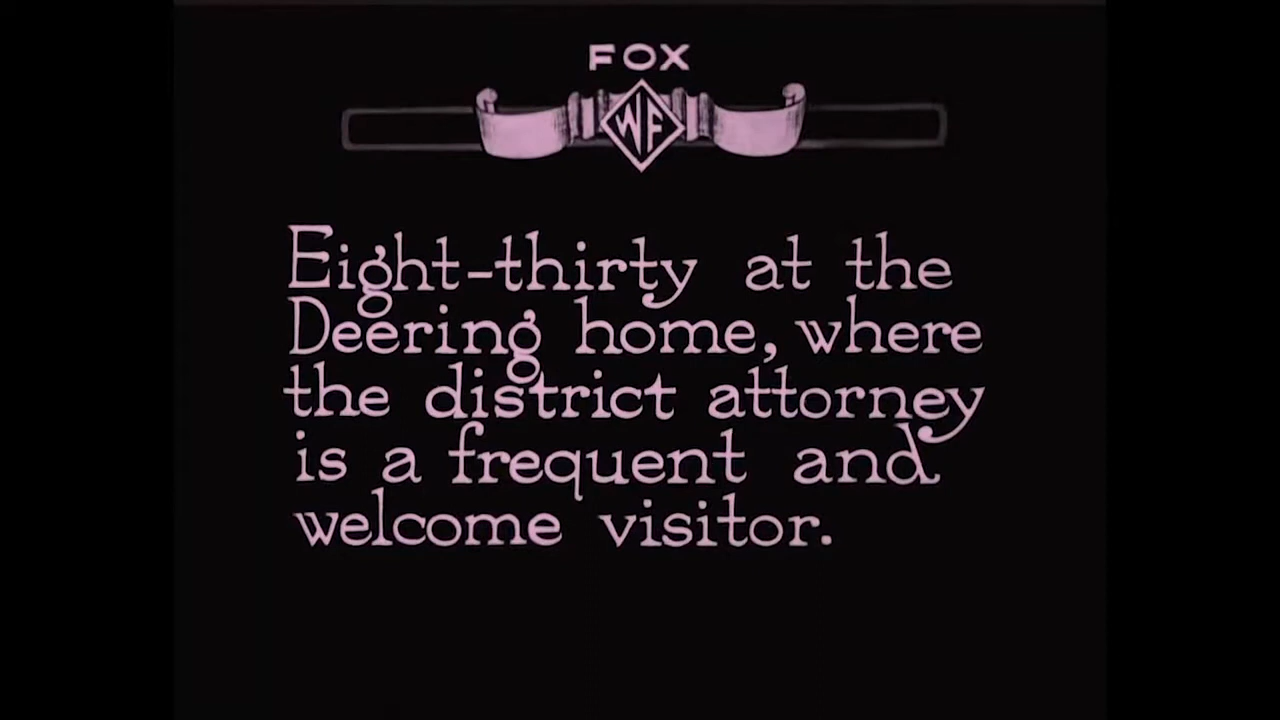 FOX
WF
Eight-thirty at the
Deering home, where
the district attorney
is a frequent and
welcome visitor.